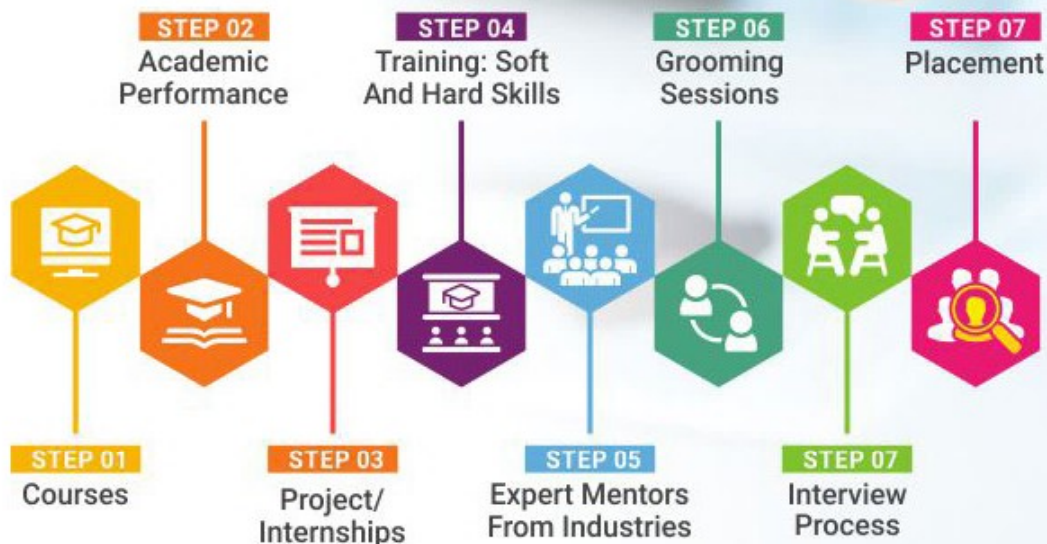 STEP 01
Courses
STEP 02
Academic
Performance
STEP 03
Project/
Internships
STEP 04
Training: Soft
And Hard Skills
STEP 05
Expert Mentors
From Industries
STEP 06
Grooming
Sessions
STEP 07
Interview
Process
STEP 07
Placement